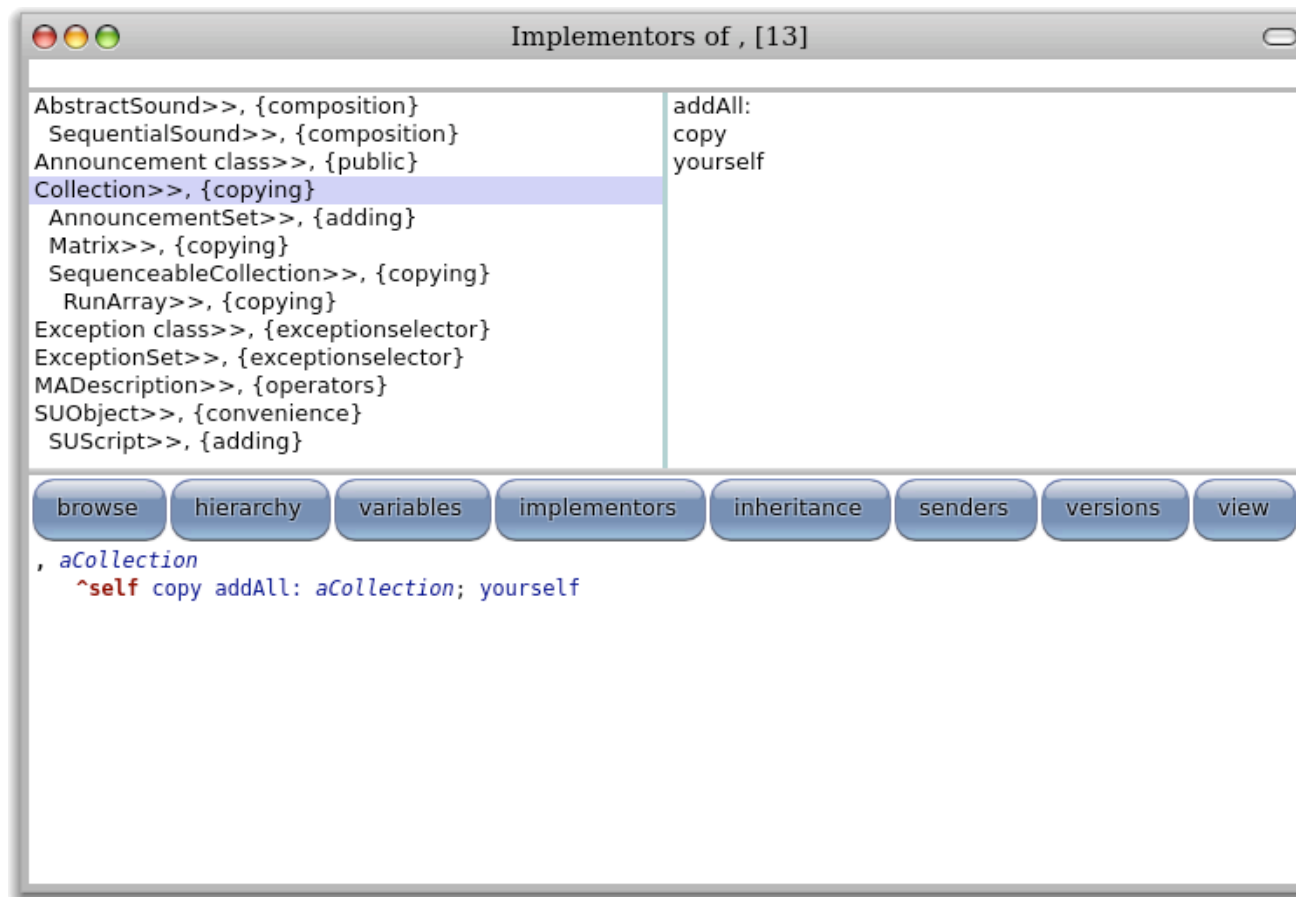 Implementors of , [13]
AbstractSound>>, {composition}
SequentialSound>>, {composition}
Announcement class>>, {public}
Collection>>, {copying}
AnnouncementSet>>, {adding}
Matrix>>, {copying}
SequenceableCollection>>, {copying}
RunArray>>, {copying}
Exception class>>, {exceptionselector}
ExceptionSet>>, {exceptionselector}
MADescription>>, {operators}
SUObject>>, {convenience}
SUScript>>, {adding}
addAll:
copy
yourself
browse hierarchy variables implementors inheritance senders versions view
, aCollection
^self copy addAll: aCollection; yourself